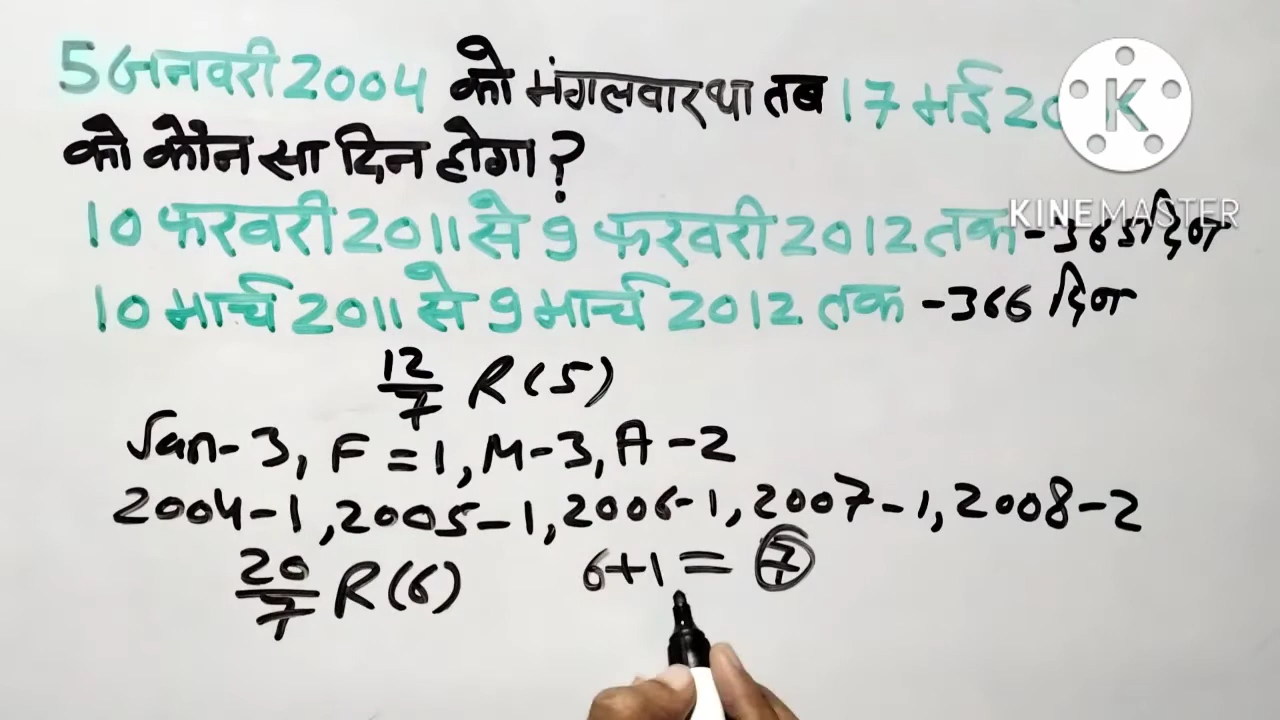 5 जनवरी 2004 को मंगलवार था तब 17 मई
को कौन सा दिन होगा?
10 फरवरी 2011 से 9 फरवरी 2012 तक - 365 दिन
10 मार्च 2011 से 9 मार्च 2012 तक - 366 दिन
12/7 R(5)
Jan-3, F=1, M-3, A-2
2004-1, 2005-1, 2006-1, 2007-1, 2008-2
20/7 R(6) 6+1=7
K
KINEMASTER